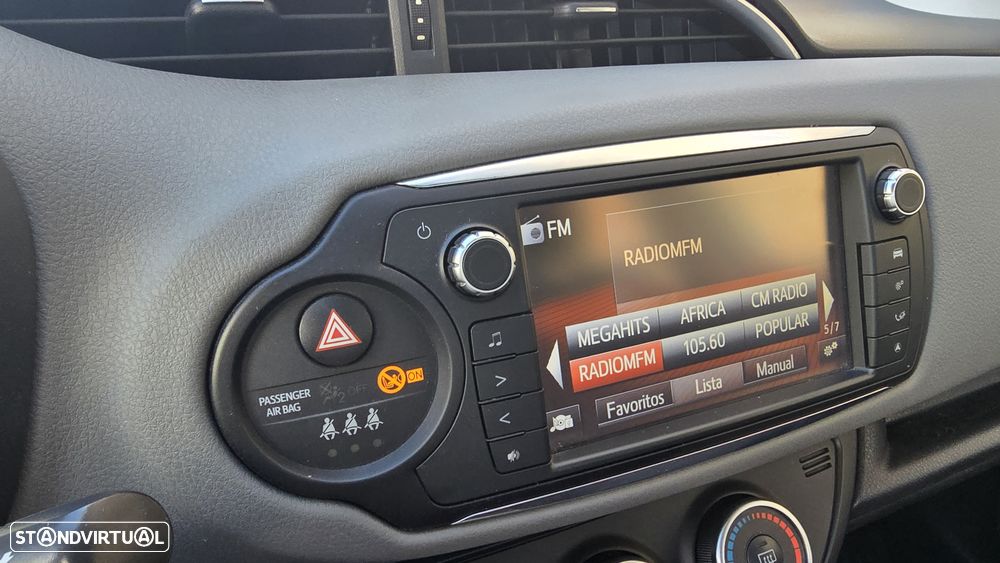 FM
RADIOMFM
MEGAHITS AFRICA CM RADIO
RADIOMFM 105.60 POPULAR
5/7
Favoritos Lista Manual
PASSENGER
AIR BAG
OFF
ON
STANDVIRTUAL